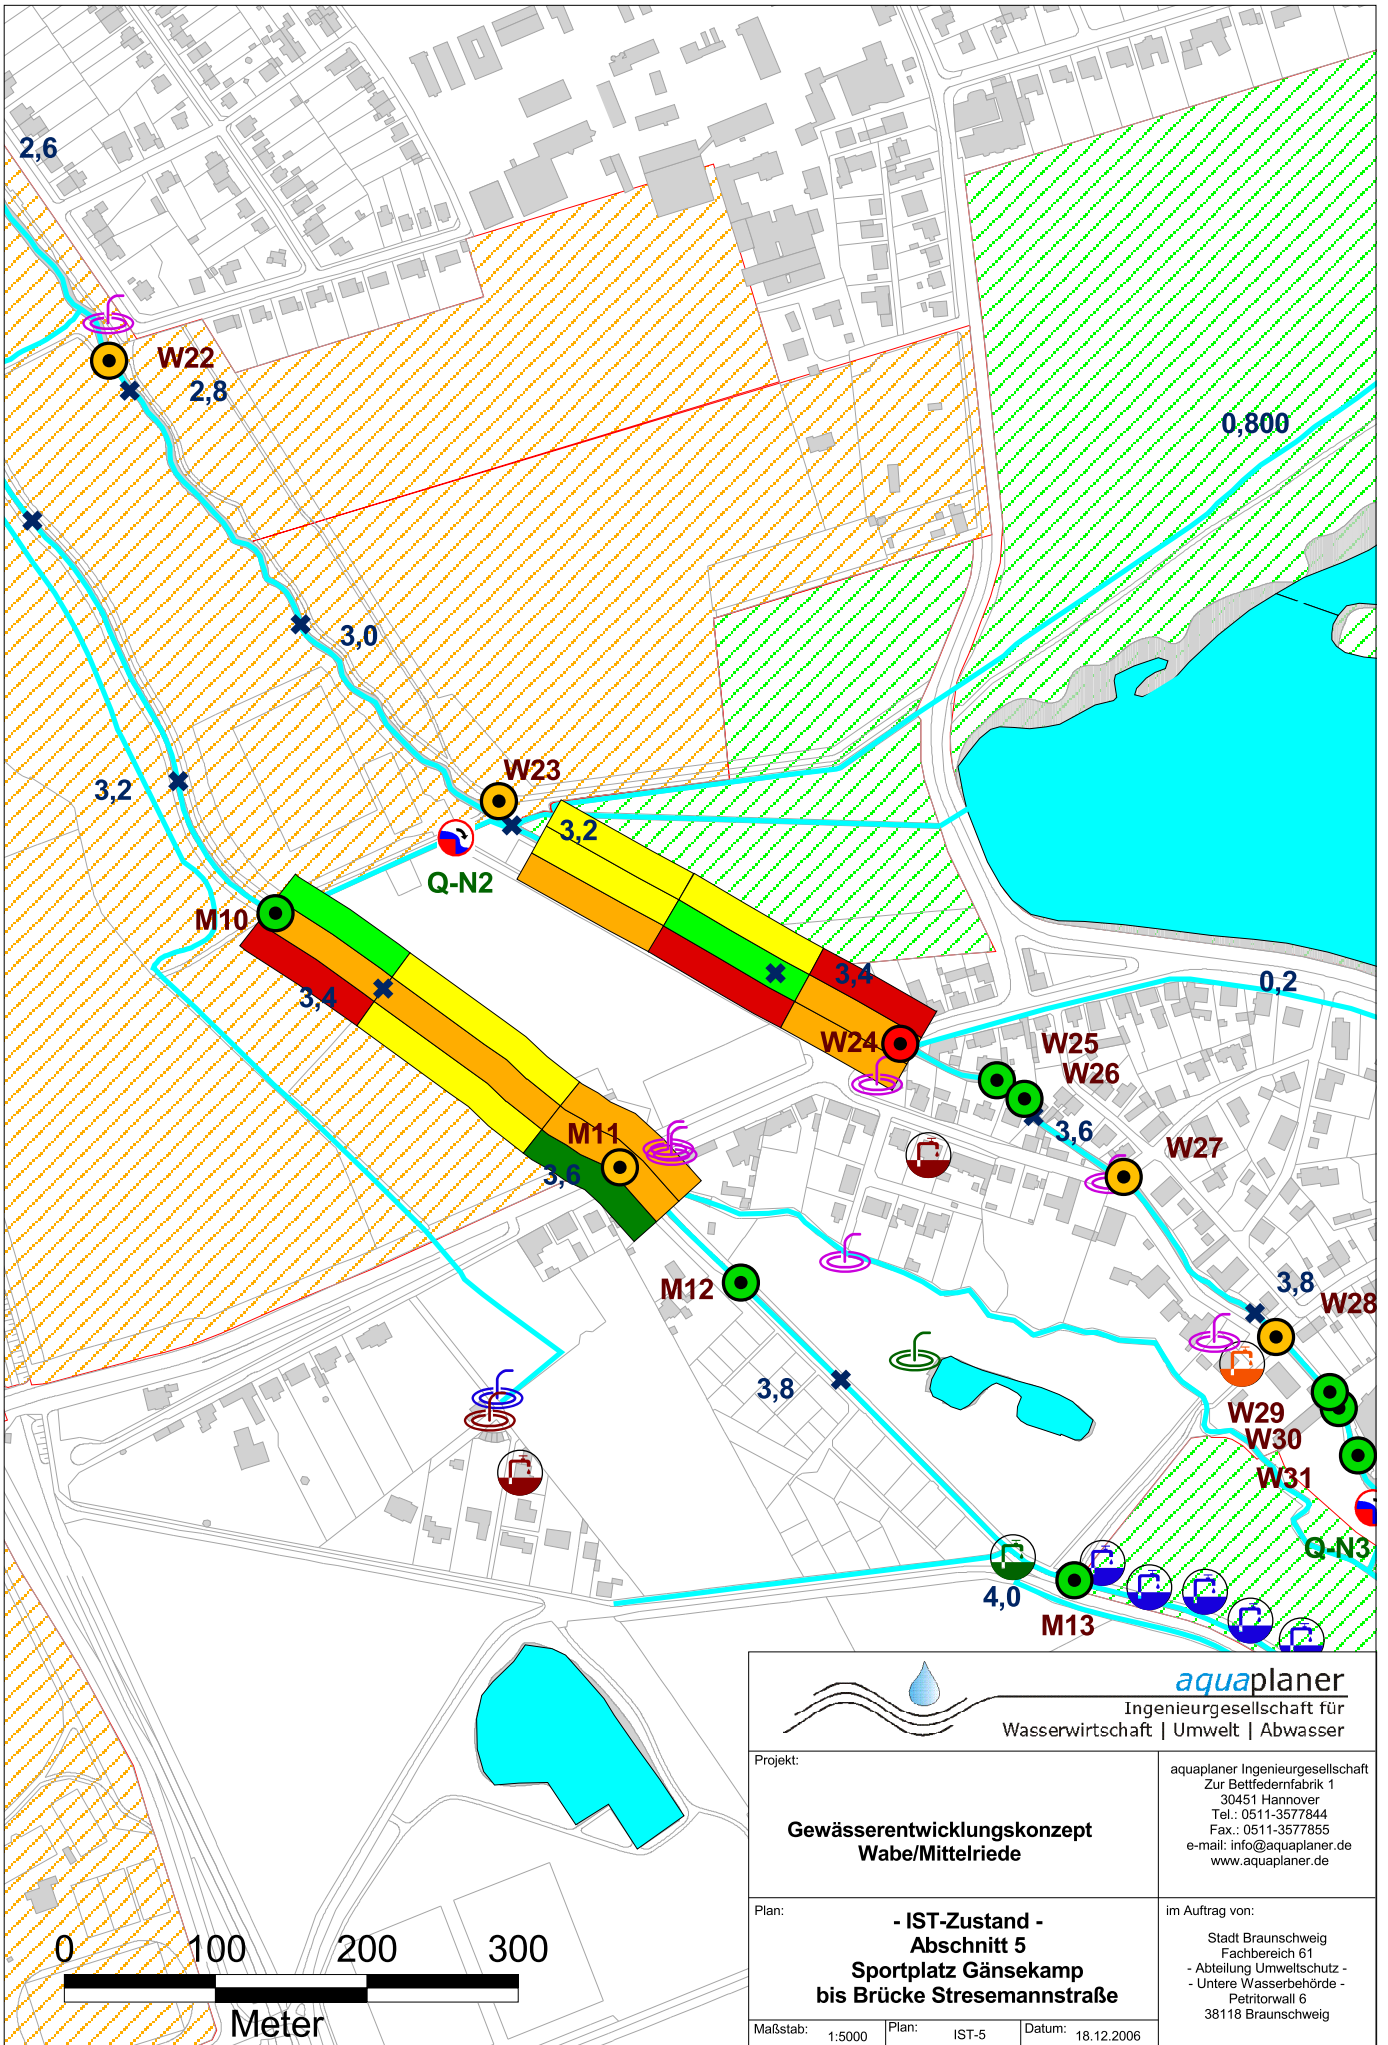 2,6
W22
2,8
0,800
3,0
W23
3,2
3,2
Q-N2
M10
3,4
3,4
0,2
W24
W25
W26
3,6
M11
W27
3,6
M12
3,8
W28
3,8
W29
W30
W31
Q-N3
4,0
M13
aquaplaner
Ingenieurgesellschaft für
Wasserwirtschaft | Umwelt | Abwasser
Projekt:
Gewässerentwicklungskonzept
Wabe/Mittelriede
aquaplaner Ingenieurgesellschaft
Zur Bettfedernfabrik 1
30451 Hannover
Tel.: 0511-3577844
Fax.: 0511-3577855
e-mail: info@aquaplaner.de
www.aquaplaner.de
Plan:
- IST-Zustand -
Abschnitt 5
Sportplatz Gänsekamp
bis Brücke Stresemannstraße
im Auftrag von:
Stadt Braunschweig
Fachbereich 61
- Abteilung Umweltschutz -
- Untere Wasserbehörde -
Petritorwall 6
38118 Braunschweig
Maßstab: 1:5000
Plan: IST-5
Datum: 18.12.2006
0 100 200 300
Meter